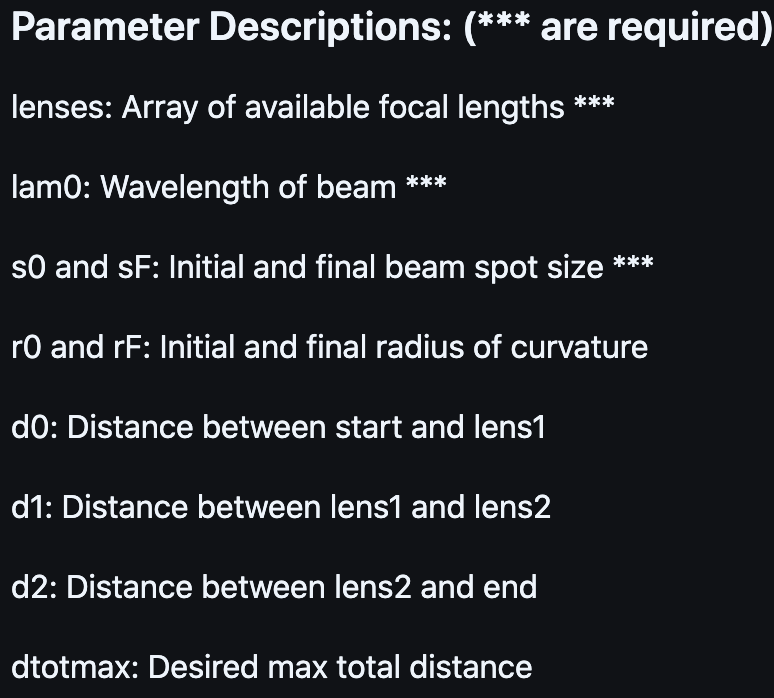 Parameter Descriptions: (*** are required)
lenses: Array of available focal lengths ***
lam0: Wavelength of beam ***
s0 and sF: Initial and final beam spot size ***
r0 and rF: Initial and final radius of curvature
d0: Distance between start and lens1
d1: Distance between lens1 and lens2
d2: Distance between lens2 and end
dtotmax: Desired max total distance